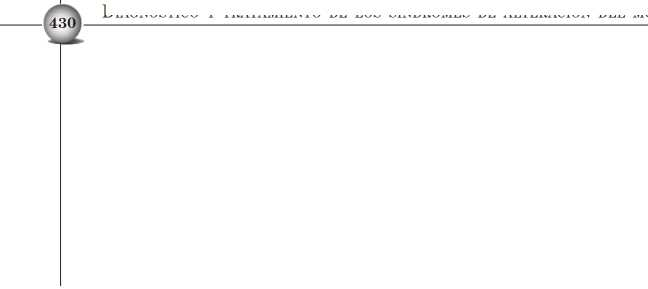 430
DIAGNÓSTICO Y TRATAMIENTO DE LOS SÍNDROMES DE ALTERACIÓN DEL